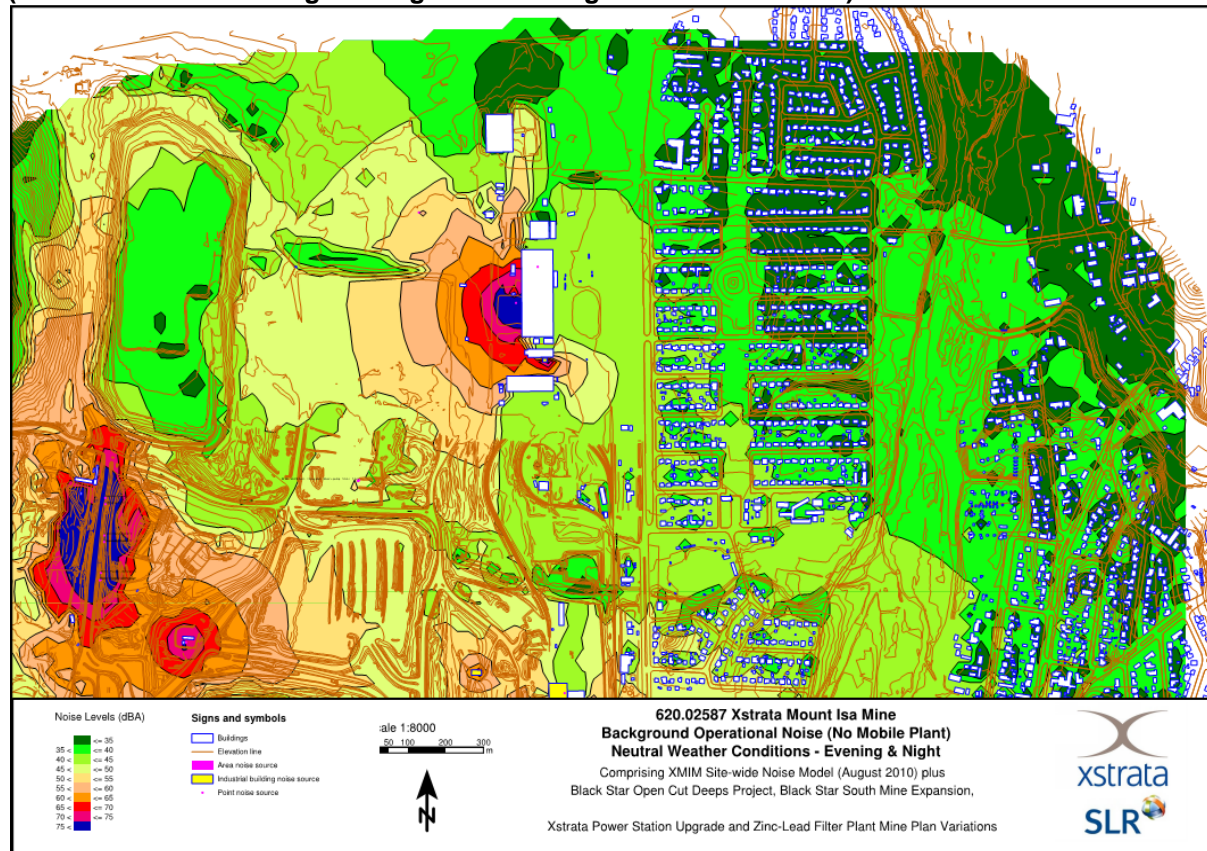 Noise Levels (dBA)
<= 35
35 < <= 40
40 < <= 45
45 < <= 50
50 < <= 55
55 < <= 60
60 < <= 65
65 < <= 70
70 < <= 75
75 <
Signs and symbols
Buildings
Elevation line
Area noise source
Industrial building noise source
Point noise source
ale 1:8000
50 100 200 300
m
N
620.02587 Xstrata Mount Isa Mine
Background Operational Noise (No Mobile Plant)
Neutral Weather Conditions - Evening & Night
Comprising XMIM Site-wide Noise Model (August 2010) plus
Black Star Open Cut Deeps Project, Black Star South Mine Expansion,
Xstrata Power Station Upgrade and Zinc-Lead Filter Plant Mine Plan Variations
xstrata
SLR